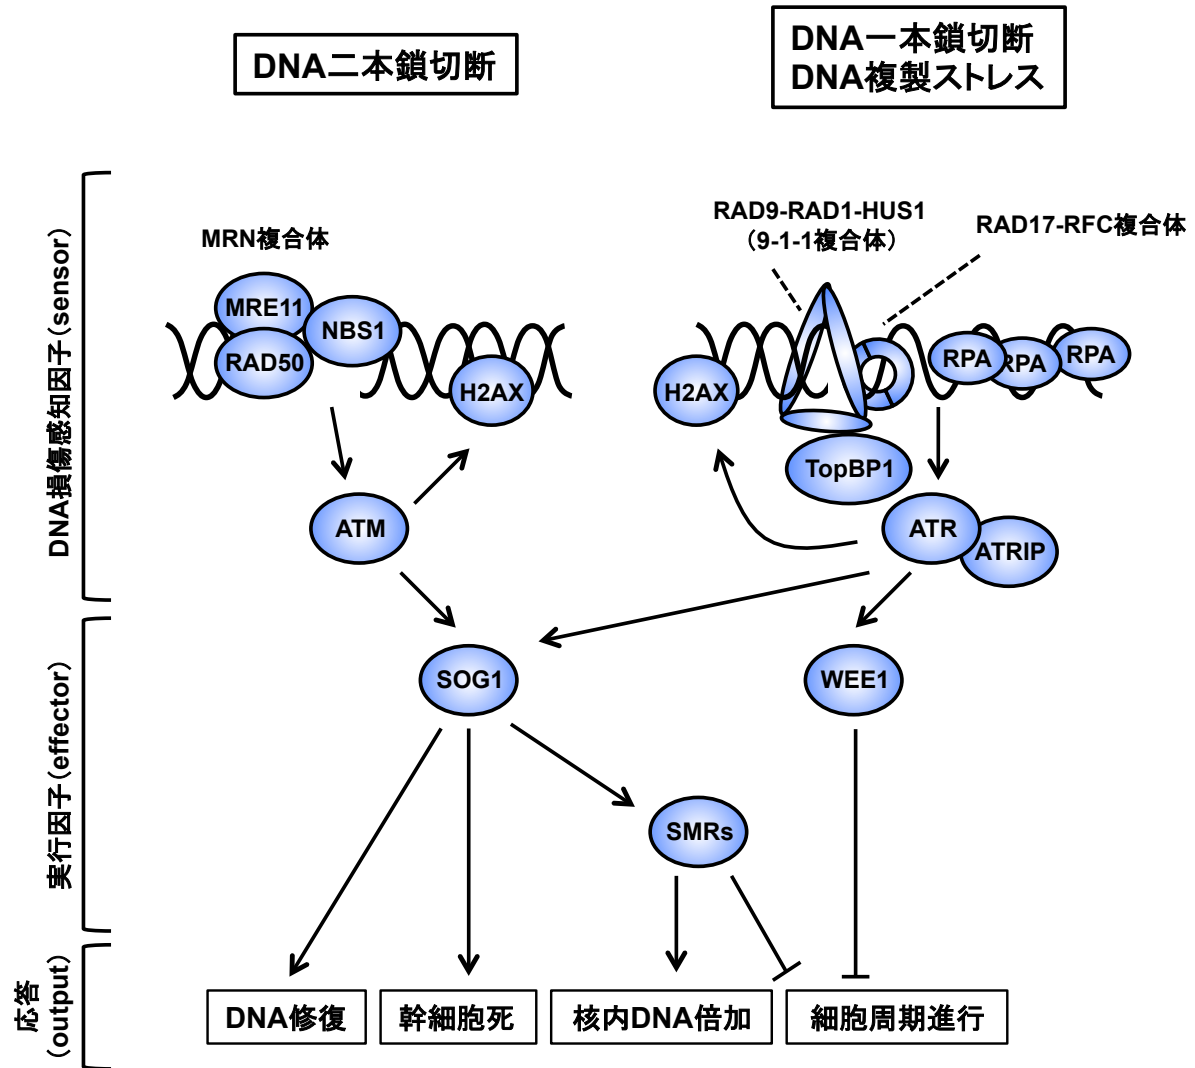 DNA二本鎖切断
DNA一本鎖切断
DNA複製ストレス
DNA損傷感知因子(sensor)
MRN複合体
MRE11
RAD50
NBS1
H2AX
ATM
RAD9-RAD1-HUS1
(9-1-1複合体)
RAD17-RFC複合体
H2AX
RPA
RPA
RPA
TopBP1
ATR
ATRIP
実行因子(effector)
SOG1
WEE1
SMRs
応答
(output)
DNA修復
幹細胞死
核内DNA倍加
細胞周期進行